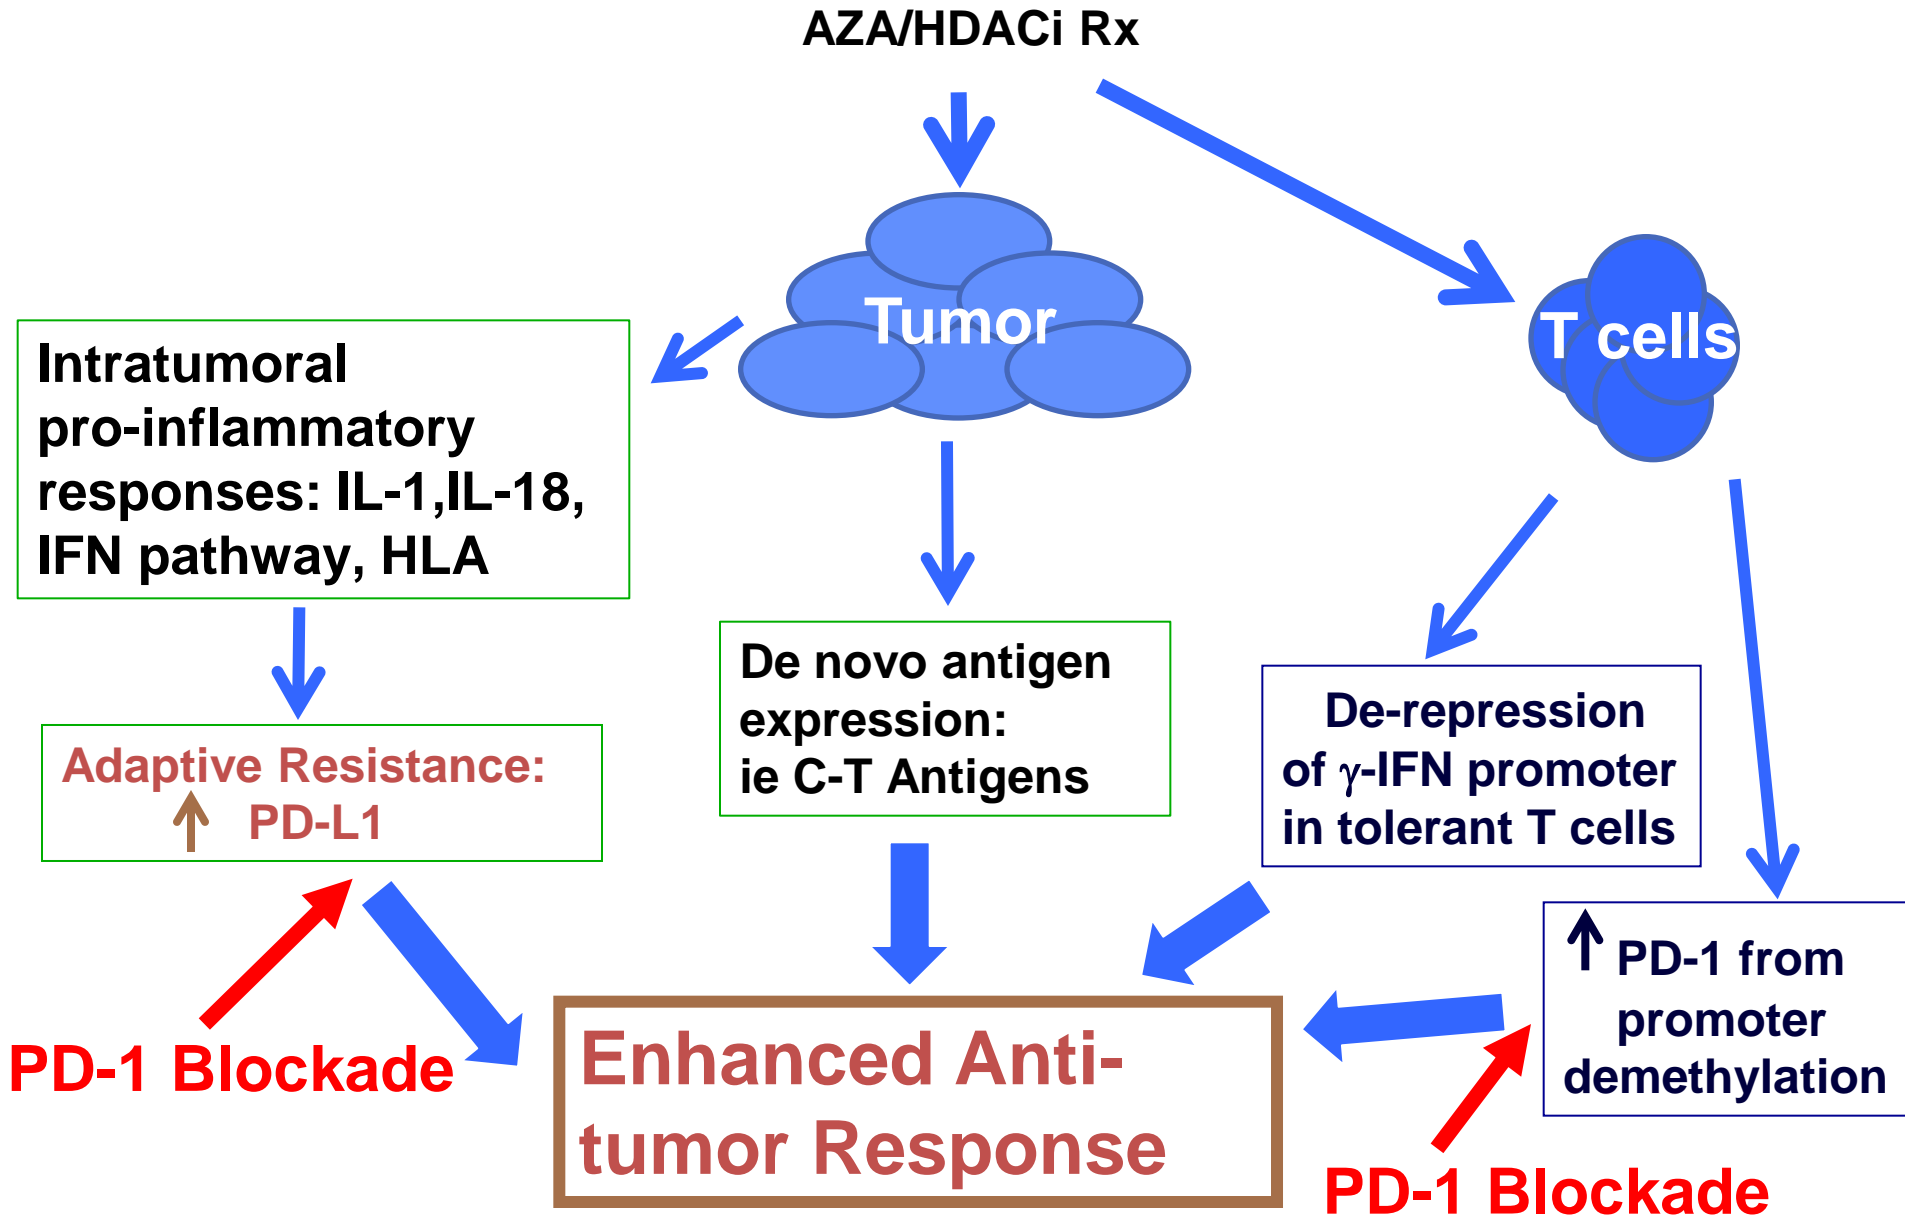 AZA/HDACi Rx
Tumor
T cells
Intratumoral
pro-inflammatory
responses: IL-1,IL-18,
IFN pathway, HLA
De novo antigen
expression:
ie C-T Antigens
De-repression
of γ-IFN promoter
in tolerant T cells
Adaptive Resistance:
↑ PD-L1
↑ PD-1 from
promoter
demethylation
PD-1 Blockade
Enhanced Anti-
tumor Response
PD-1 Blockade